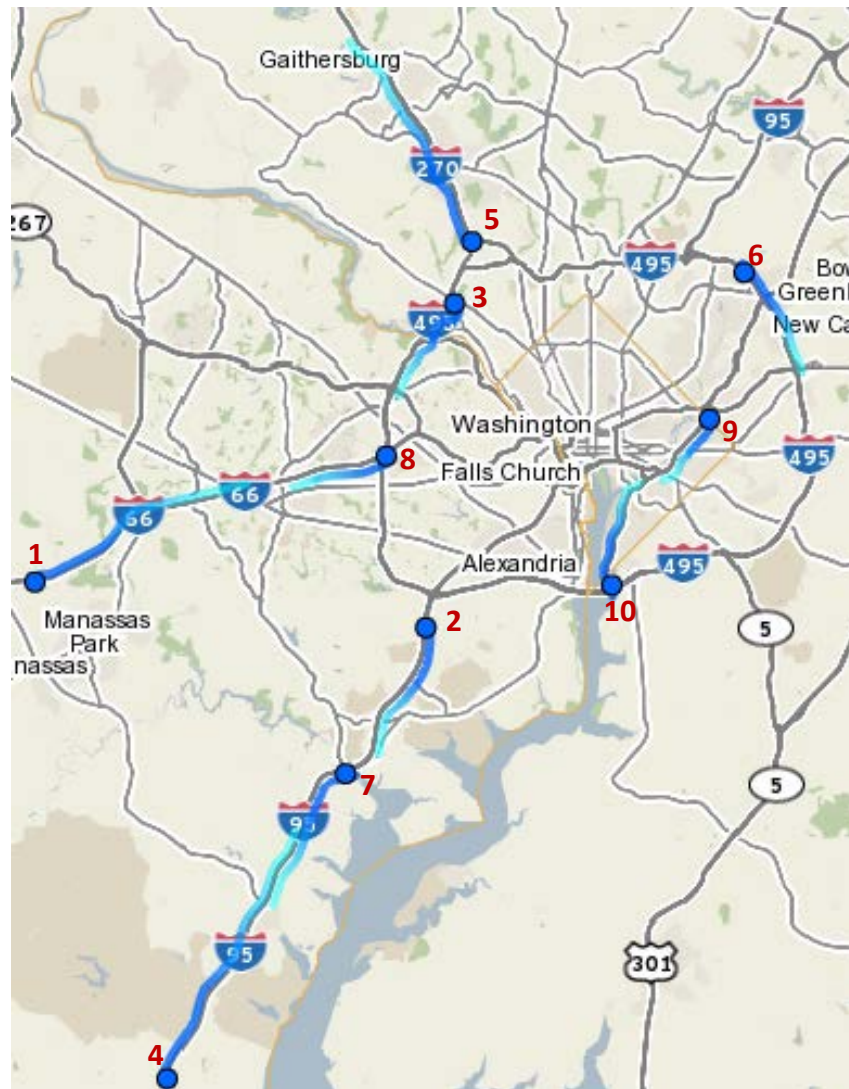 Gaithersburg
95
270
267
5
495
6
Bow
Greenb
3
495
New Ca
Washington
9
8
Falls Church
495
66
66
1
Alexandria
495
10
Manassas
Park
nassas
2
5
7
5
95
95
301
4